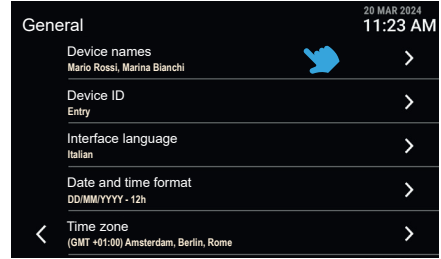 20 MAR 2024
General
11:23 AM
Device names
Mario Rossi, Marina Bianchi
Device ID
Entry
Interface language
Italian
Date and time format
DD/MM/YYYY - 12h
Time zone
(GMT +01:00) Amsterdam, Berlin, Rome